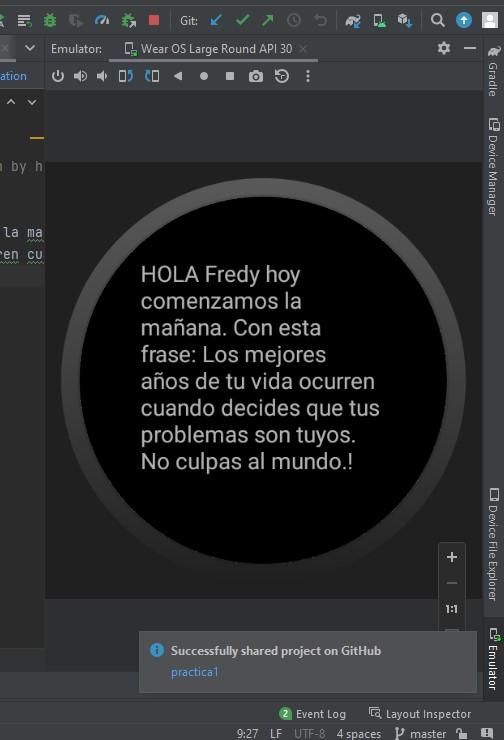 Git:
Emulator:
Wear OS Large Round API 30
ation
Gradle
Device Manager
n by h
la ma
ren cu
HOLA Fredy hoy
comenzamos la
mañana. Con esta
frase: Los mejores
años de tu vida ocurren
cuando decides que tus
problemas son tuyos.
No culpas al mundo.!
Device File Explorer
1:1
Emulator
Successfully shared project on GitHub
practica1
2 Event Log
Layout Inspector
9:27 LF UTF-8 4 spaces master